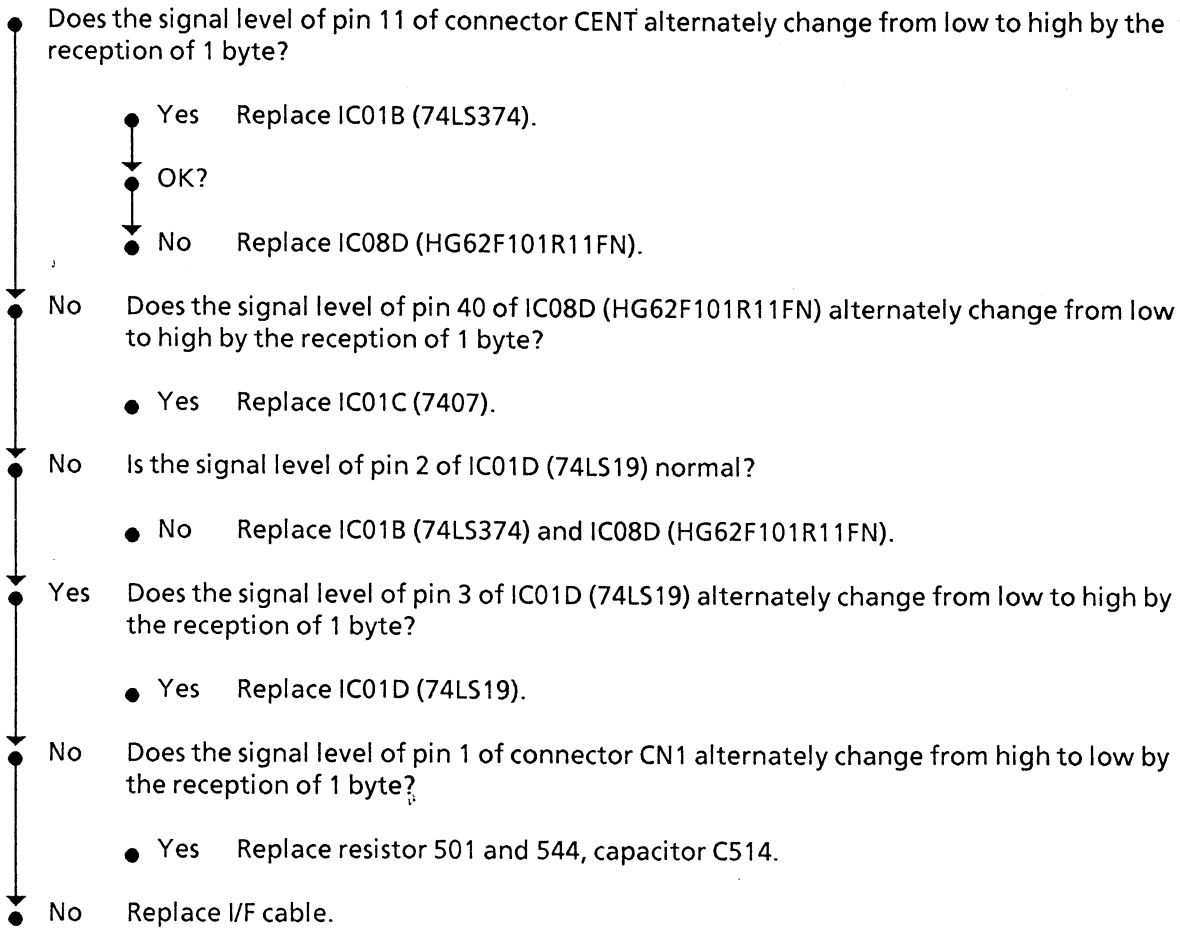 Does the signal level of pin 11 of connector CENT alternately change from low to high by the
reception of 1 byte?
Yes Replace IC01B (74LS374).
OK?
No Replace IC08D (HG62F101R11FN).
No Does the signal level of pin 40 of IC08D (HG62F101R11FN) alternately change from low
to high by the reception of 1 byte?
Yes Replace IC01C (7407).
No Is the signal level of pin 2 of IC01D (74LS19) normal?
No Replace IC01B (74LS374) and IC08D (HG62F101R11FN).
Yes Does the signal level of pin 3 of IC01D (74LS19) alternately change from low to high by
the reception of 1 byte?
Yes Replace IC01D (74LS19).
No Does the signal level of pin 1 of connector CN1 alternately change from high to low by
the reception of 1 byte?
Yes Replace resistor 501 and 544, capacitor C514.
No Replace I/F cable.